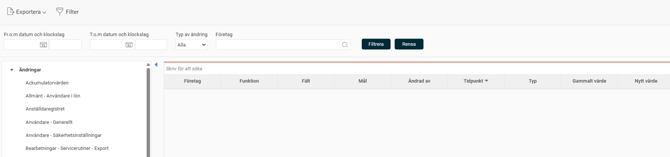 Exportera Filter
Fr.o.m datum och klockslag T.o.m datum och klockslag Typ av ändring Företag
Alla Filtrera Rensa
Skriv för att söka
Ändringar
Företag Funktion Fält Mål Ändrad av Tidpunkt Typ Gammalt värde Nytt värde
Ackumulatorvärden
Allmänt - Användare i lön
Anställdaregistret
Användare - Generellt
Användare - Säkerhetsinställningar
Bearbetningar - Servicerutiner - Export